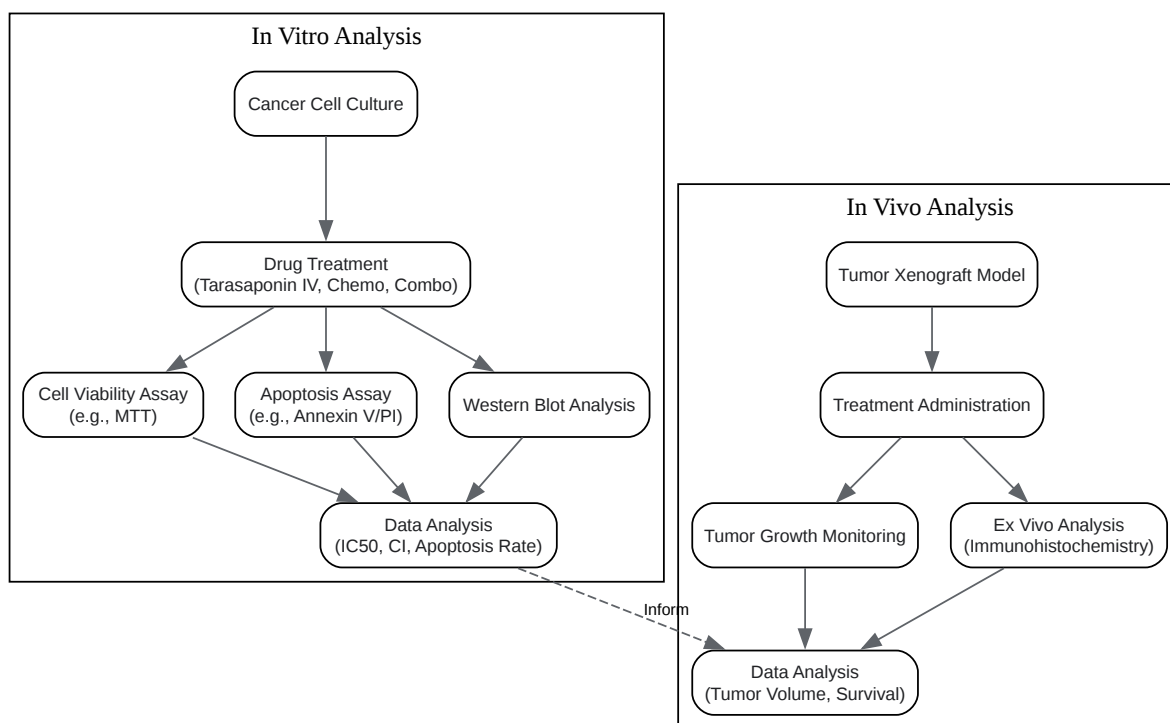 In Vitro Analysis
Cancer Cell Culture
Drug Treatment
(Tarasaponin IV, Chemo, Combo)
Cell Viability Assay
(e.g., MTT)
Apoptosis Assay
(e.g., Annexin V/PI)
Western Blot Analysis
Data Analysis
(IC50, CI, Apoptosis Rate)
Inform
In Vivo Analysis
Tumor Xenograft Model
Treatment Administration
Tumor Growth Monitoring
Ex Vivo Analysis
(Immunohistochemistry)
Data Analysis
(Tumor Volume, Survival)